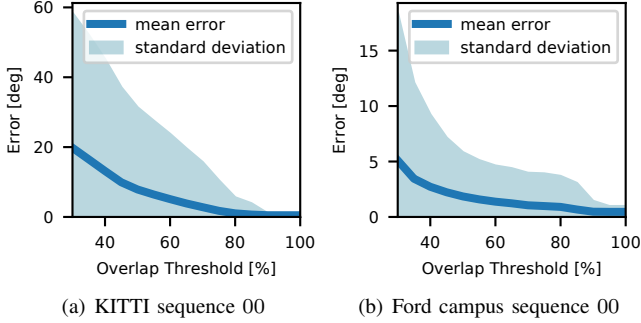 60
40
20
0
Error [deg]
mean error
standard deviation
40
60
80
100
Overlap Threshold [%]
(a) KITTI sequence 00
15
10
5
0
Error [deg]
mean error
standard deviation
40
60
80
100
Overlap Threshold [%]
(b) Ford campus sequence 00